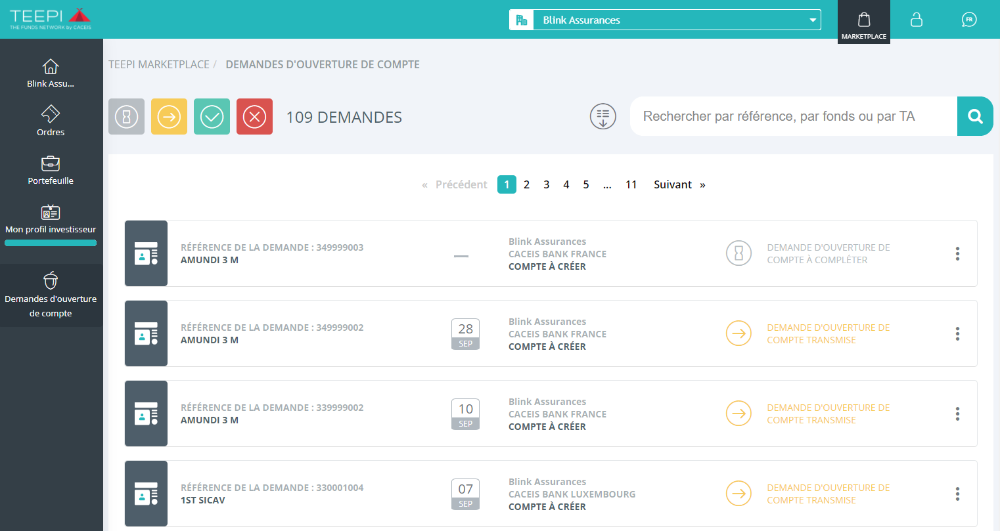 TEEPI
THE FUNDS NETWORK by CACEIS
Blink Assurances
MARKETPLACE
FR
Blink Assu...
Ordres
Portefeuille
Mon profil investisseur
Demandes d'ouverture
de compte
TEEPI MARKETPLACE / DEMANDES D'OUVERTURE DE COMPTE
109 DEMANDES
Rechercher par référence, par fonds ou par TA
« Précédent 1 2 3 4 5 ... 11 Suivant »
RÉFÉRENCE DE LA DEMANDE : 349999003
AMUNDI 3 M
Blink Assurances
CACEIS BANK FRANCE
COMPTE À CRÉER
DEMANDE D'OUVERTURE DE
COMPTE À COMPLÉTER
RÉFÉRENCE DE LA DEMANDE : 349999002
AMUNDI 3 M
28
SEP
Blink Assurances
CACEIS BANK FRANCE
COMPTE À CRÉER
DEMANDE D'OUVERTURE DE
COMPTE TRANSMISE
RÉFÉRENCE DE LA DEMANDE : 339999002
AMUNDI 3 M
10
SEP
Blink Assurances
CACEIS BANK FRANCE
COMPTE À CRÉER
DEMANDE D'OUVERTURE DE
COMPTE TRANSMISE
RÉFÉRENCE DE LA DEMANDE : 330001004
1ST SICAV
07
SEP
Blink Assurances
CACEIS BANK LUXEMBOURG
COMPTE À CRÉER
DEMANDE D'OUVERTURE DE
COMPTE TRANSMISE